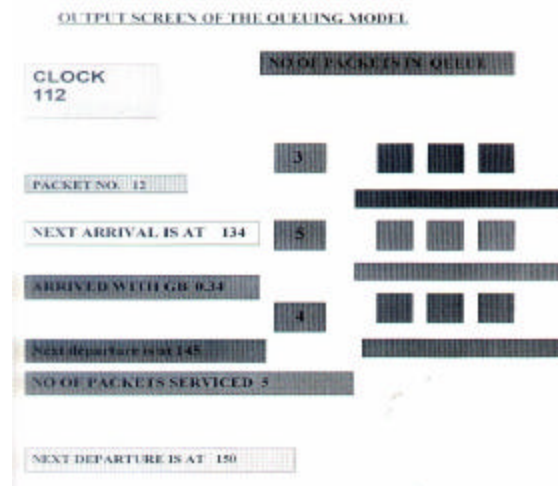 OUTPUT SCREEN OF THE QUEUING MODEL
NO OF PACKETS IN QUEUE
CLOCK
112
3
PACKET NO. 12
NEXT ARRIVAL IS AT 134
5
ARRIVED WITH GB 0.34
4
Next departure is at 145
NO OF PACKETS SERVICED 5
NEXT DEPARTURE IS AT 150